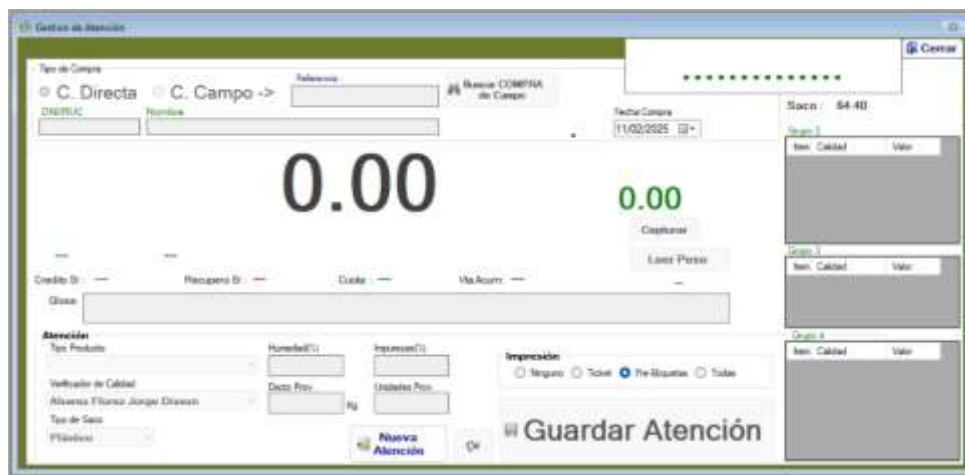 Gestion de Atención
Cerrar
Tipo de Compra
C. Directa
C. Campo ->
Referencia
Buscar COMPRA de Campo
DNI/RUC
Nombre
Fecha Compra
11/02/2025
Saco :
Grupo 2
Item Calidad Valor
0.00
0.00
Capturar
Leer Peso
Grupo 3
Item Calidad Valor
Credito S/ : ---
Recupero S/ : ---
Cuota : ---
Vta.Acum: ---
Glosa
Grupo 4
Item Calidad Valor
Atención
Tipo Producto
Humedad(%)
Impurezas(%)
Impresión
Ninguno
Ticket
Pre-Etiquetas
Todas
Verificador de Calidad
Jorge
Dscto. Prov.
Kg
Unidades Prov.
Tipo de Saco
Plástico
Nueva Atención
Guardar Atención